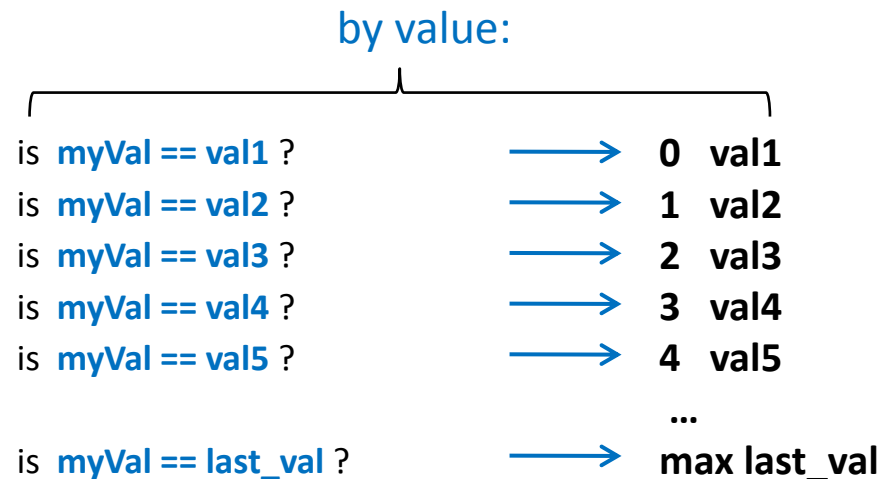 by value:
is myVal == val1 ? 0 val1
is myVal == val2 ? 1 val2
is myVal == val3 ? 2 val3
is myVal == val4 ? 3 val4
is myVal == val5 ? 4 val5
...
is myVal == last_val ? max last_val